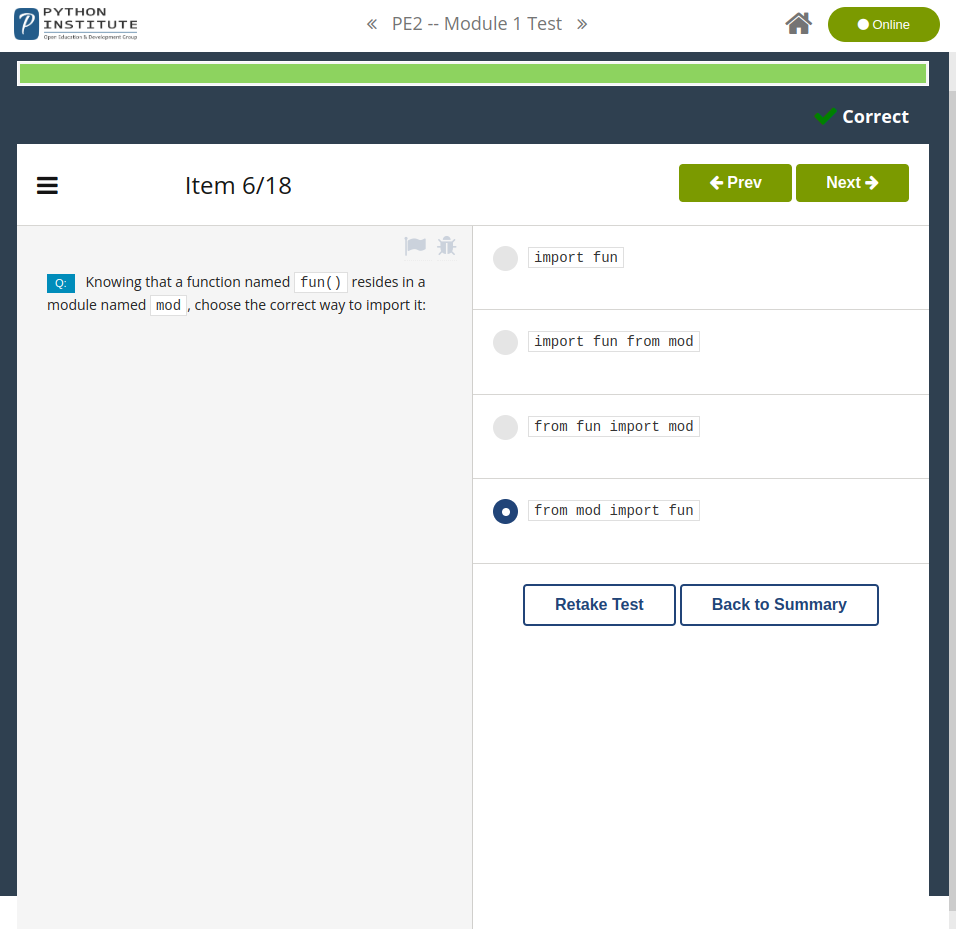 PYTHON
INSTITUTE
Open Education & Development Group
« PE2 -- Module 1 Test »
Online
Correct
Item 6/18
Prev
Next
Q: Knowing that a function named fun() resides in a
module named mod, choose the correct way to import it:
import fun
import fun from mod
from fun import mod
from mod import fun
Retake Test
Back to Summary